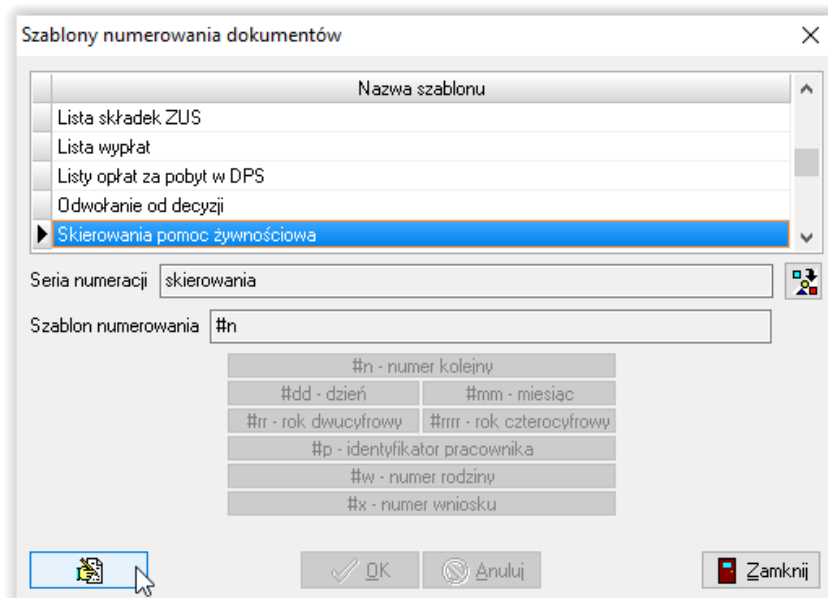 Szablony numerowania dokumentów
Nazwa szablonu
Lista składek ZUS
Lista wypłat
Listy opłat za pobyt w DPS
Odwołanie od decyzji
Skierowania pomoc żywnościowa
Seria numeracji skierowania
Szablon numerowania #n
#n - numer kolejny
#dd - dzień #mm - miesiąc
#rr - rok dwucyfrowy #rrrr - rok czterocyfrowy
#p - identyfikator pracownika
#w - numer rodziny
#x - numer wniosku
OK Anuluj Zamknij